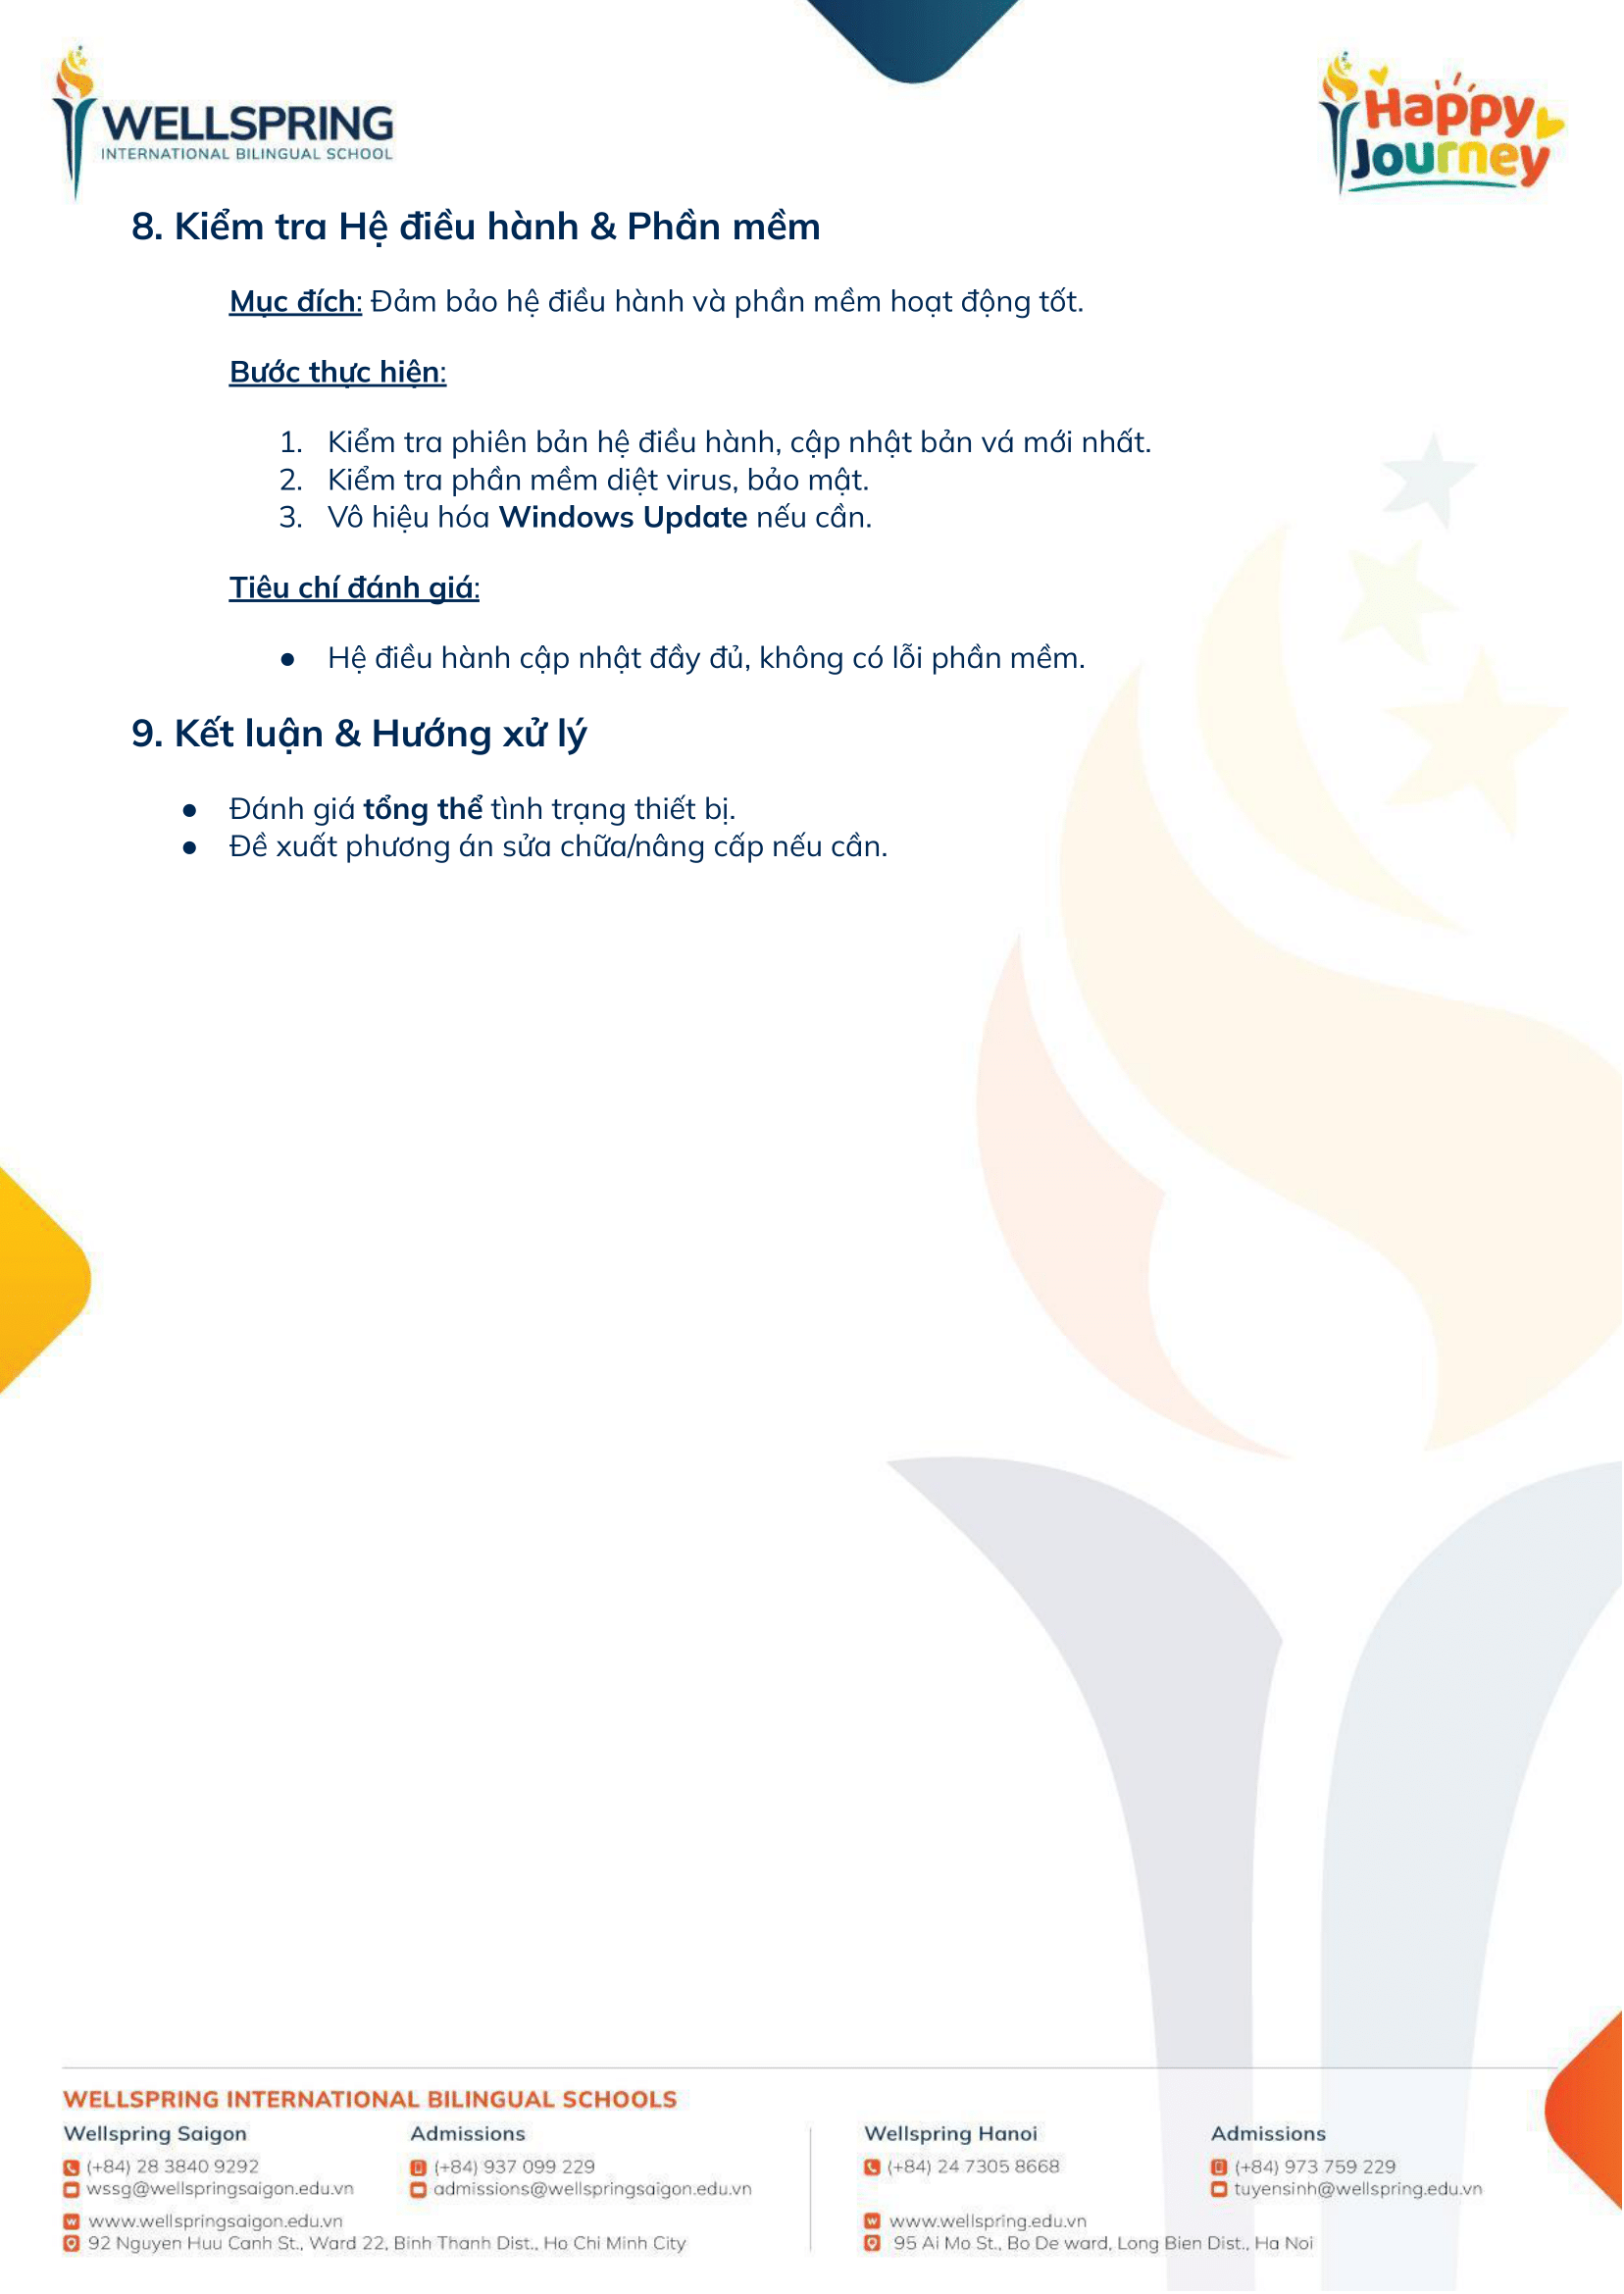 WELLSPRING
INTERNATIONAL BILINGUAL SCHOOL
Happy
Journey
8. Kiểm tra Hệ điều hành & Phần mềm
Mục đích: Đảm bảo hệ điều hành và phần mềm hoạt động tốt.
Bước thực hiện:
1. Kiểm tra phiên bản hệ điều hành, cập nhật bản vá mới nhất.
2. Kiểm tra phần mềm diệt virus, bảo mật.
3. Vô hiệu hóa Windows Update nếu cần.
Tiêu chí đánh giá:
● Hệ điều hành cập nhật đầy đủ, không có lỗi phần mềm.
9. Kết luận & Hướng xử lý
● Đánh giá tổng thể tình trạng thiết bị.
● Đề xuất phương án sửa chữa/nâng cấp nếu cần.
WELLSPRING INTERNATIONAL BILINGUAL SCHOOLS
Wellspring Saigon
(+84) 28 3840 9292
wssg@wellspringsaigon.edu.vn
www.wellspringsaigon.edu.vn
92 Nguyen Huu Canh St., Ward 22, Binh Thanh Dist., Ho Chi Minh City
Admissions
(+84) 937 099 229
admissions@wellspringsaigon.edu.vn
Wellspring Hanoi
(+84) 24 7305 8668
www.wellspring.edu.vn
95 Ai Mo St., Bo De ward, Long Bien Dist., Ha Noi
Admissions
(+84) 973 759 229
tuyensinh@wellspring.edu.vn